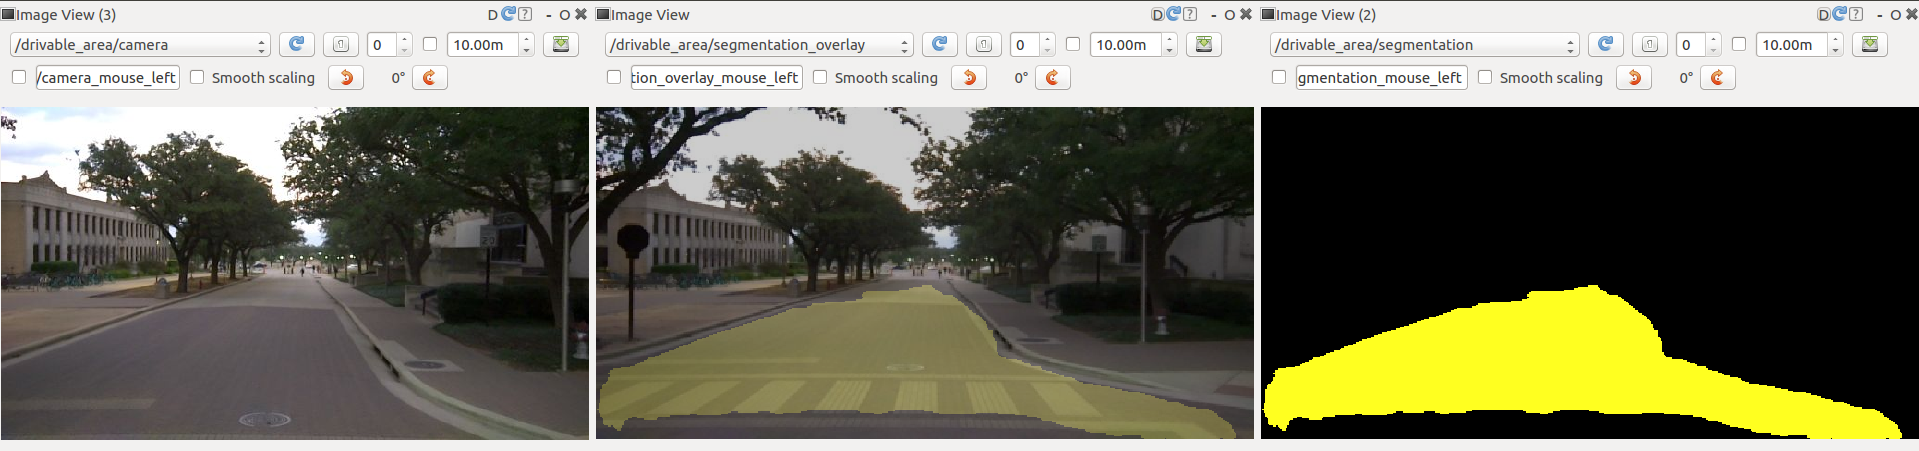 Image View (3)
D
?
- O
/drivable_area/camera
0
10.00m
/camera_mouse_left
Smooth scaling
0°
Image View
D
?
- O
/drivable_area/segmentation_overlay
0
10.00m
tion_overlay_mouse_left
Smooth scaling
0°
Image View (2)
D
?
- O
/drivable_area/segmentation
0
10.00m
gmentation_mouse_left
Smooth scaling
0°
20